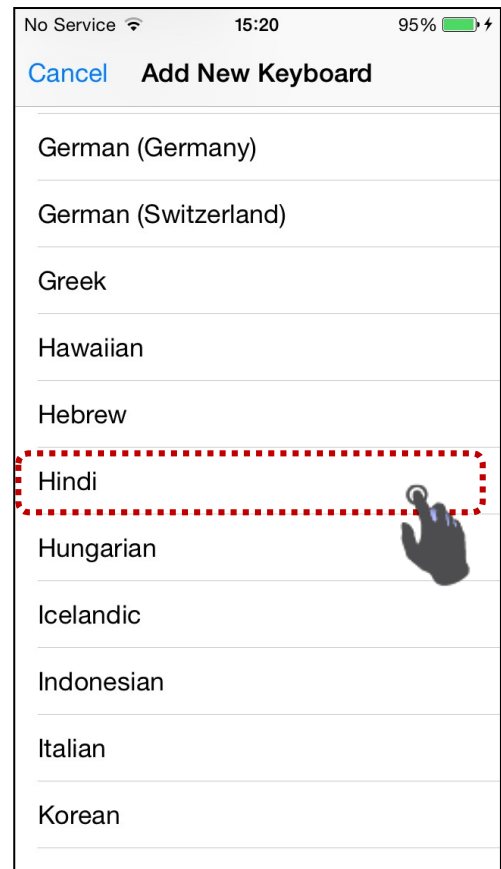 No Service 15:20 95%
Cancel Add New Keyboard
German (Germany)
German (Switzerland)
Greek
Hawaiian
Hebrew
Hindi
Hungarian
Icelandic
Indonesian
Italian
Korean